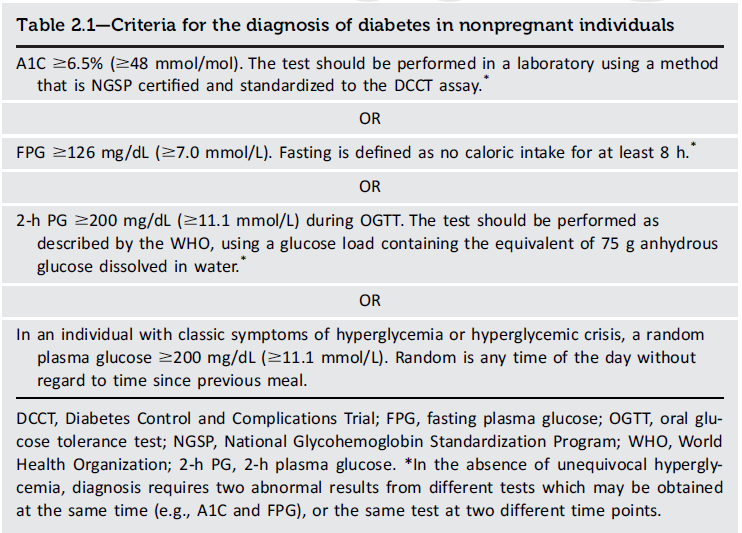 Table 2.1—Criteria for the diagnosis of diabetes in nonpregnant individuals
A1C ≥6.5% (≥48 mmol/mol). The test should be performed in a laboratory using a method
that is NGSP certified and standardized to the DCCT assay.*
OR
FPG ≥126 mg/dL (≥7.0 mmol/L). Fasting is defined as no caloric intake for at least 8 h.*
OR
2-h PG ≥200 mg/dL (≥11.1 mmol/L) during OGTT. The test should be performed as
described by the WHO, using a glucose load containing the equivalent of 75 g anhydrous
glucose dissolved in water.*
OR
In an individual with classic symptoms of hyperglycemia or hyperglycemic crisis, a random
plasma glucose ≥200 mg/dL (≥11.1 mmol/L). Random is any time of the day without
regard to time since previous meal.
DCCT, Diabetes Control and Complications Trial; FPG, fasting plasma glucose; OGTT, oral glu-
cose tolerance test; NGSP, National Glycohemoglobin Standardization Program; WHO, World
Health Organization; 2-h PG, 2-h plasma glucose. *In the absence of unequivocal hypergly-
cemia, diagnosis requires two abnormal results from different tests which may be obtained
at the same time (e.g., A1C and FPG), or the same test at two different time points.